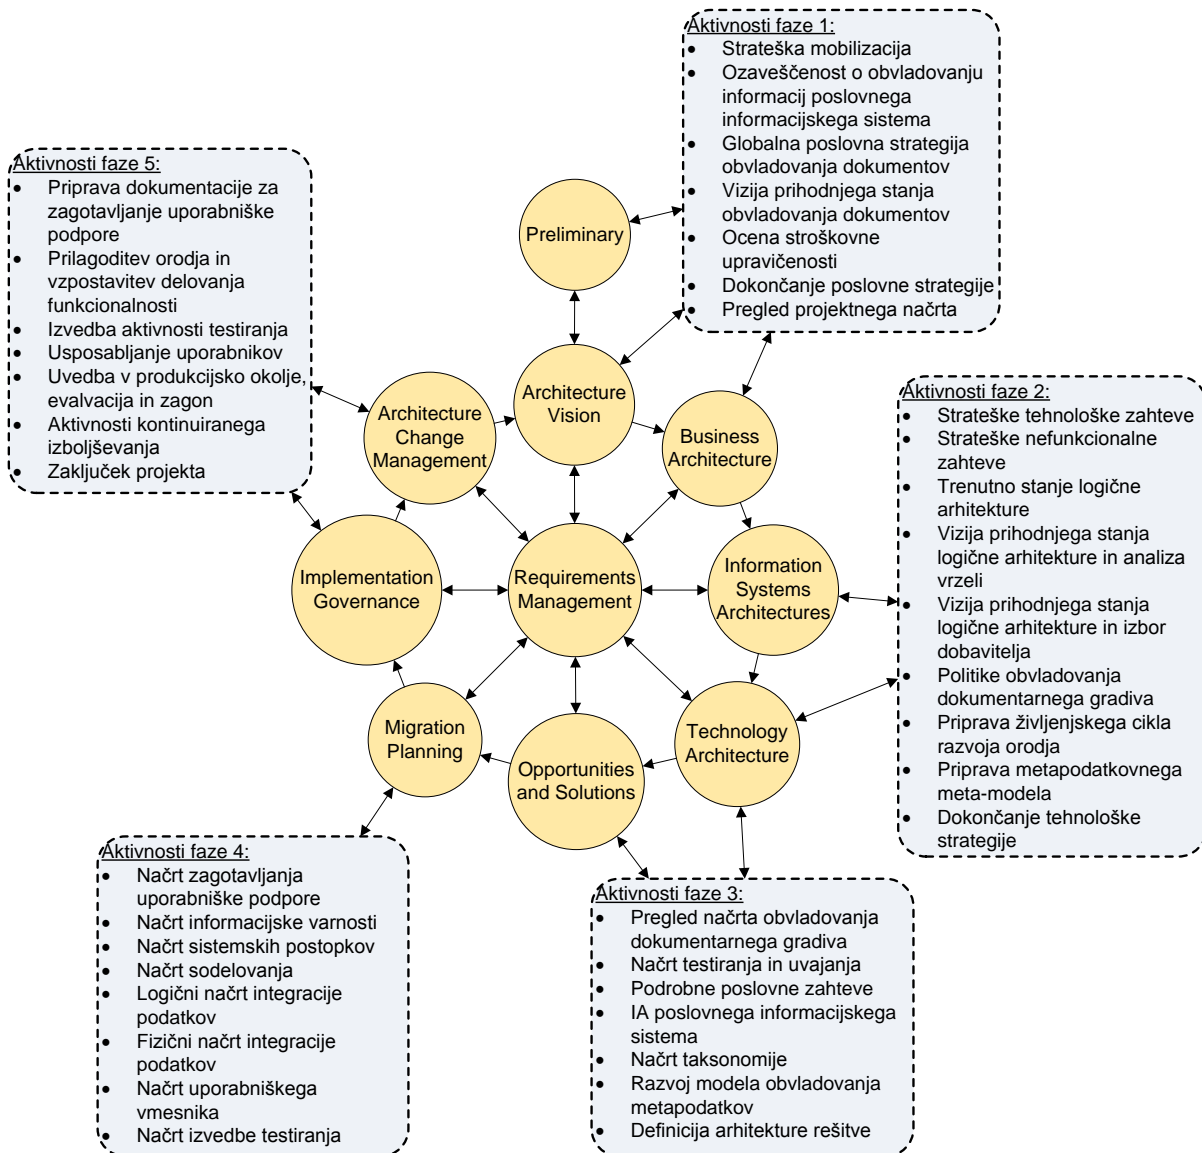 Aktivnosti faze 1:
• Strateška mobilizacija
• Ozaveščenost o obvladovanju
informacij poslovnega
informacijskega sistema
• Globalna poslovna strategija
obvladovanja dokumentov
• Vizija prihodnjega stanja
obvladovanja dokumentov
• Ocena stroškovne
upravičenosti
• Dokončanje poslovne strategije
• Pregled projektnega načrta
Aktivnosti faze 5:
• Priprava dokumentacije za
zagotavljanje uporabniške
podpore
• Prilagoditev orodja in
vzpostavitev delovanja
funkcionalnosti
• Izvedba aktivnosti testiranja
• Usposabljanje uporabnikov
• Uvedba v produkcijsko okolje,
evalvacija in zagon
• Aktivnosti kontinuiranega
izboljševanja
• Zaključek projekta
Preliminary
Architecture
Vision
Architecture
Change
Management
Business
Architecture
Aktivnosti faze 2:
• Strateške tehnološke zahteve
• Strateške nefunkcionalne
zahteve
• Trenutno stanje logične
arhitekture
• Vizija prihodnjega stanja
logične arhitekture in analiza
vrzeli
• Vizija prihodnjega stanja
logične arhitekture in izbor
dobavitelja
• Politike obvladovanja
dokumentarnega gradiva
• Priprava življenjskega cikla
razvoja orodja
• Priprava metapodatkovnega
meta-modela
• Dokončanje tehnološke
strategije
Implementation
Governance
Requirements
Management
Information
Systems
Architectures
Migration
Planning
Opportunities
and Solutions
Technology
Architecture
Aktivnosti faze 4:
• Načrt zagotavljanja
uporabniške podpore
• Načrt informacijske varnosti
• Načrt sistemskih postopkov
• Načrt sodelovanja
• Logični načrt integracije
podatkov
• Fizični načrt integracije
podatkov
• Načrt uporabniškega
vmesnika
• Načrt izvedbe testiranja
Aktivnosti faze 3:
• Pregled načrta obvladovanja
dokumentarnega gradiva
• Načrt testiranja in uvajanja
• Podrobne poslovne zahteve
• IA poslovnega informacijskega
sistema
• Načrt taksonomije
• Razvoj modela obvladovanja
metapodatkov
• Definicija arhitekture rešitve